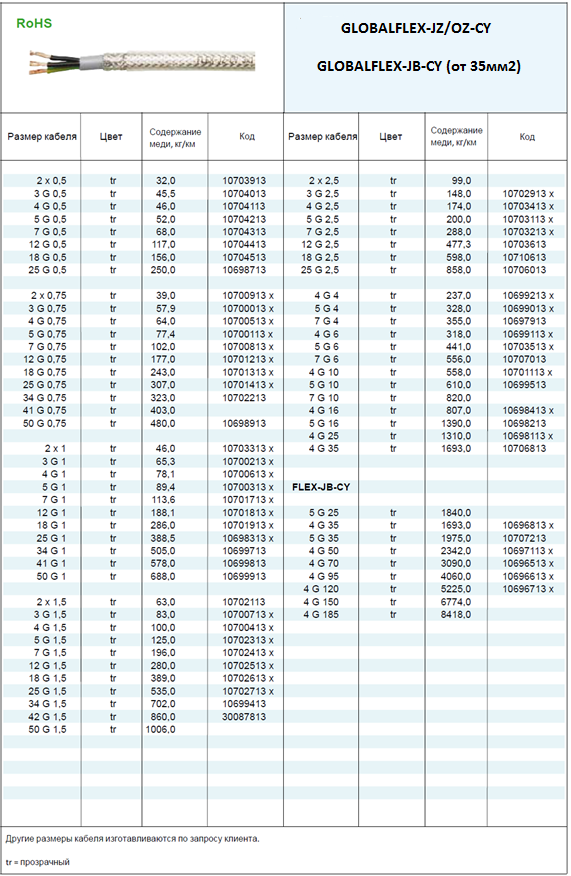 RoHS
GLOBALFLEX-JZ/OZ-CY
GLOBALFLEX-JB-CY (от 35мм2)
Размер кабеля Цвет Содержание меди, кг/км Код Размер кабеля Цвет Содержание меди, кг/км Код
2 x 0,5 tr 32,0 10703913 2 x 2,5 tr 99,0
3 G 0,5 tr 45,5 10704013 3 G 2,5 tr 148,0 10702913 x
4 G 0,5 tr 46,0 10704113 4 G 2,5 tr 174,0 10703413 x
5 G 0,5 tr 52,0 10704213 5 G 2,5 tr 200,0 10703113 x
7 G 0,5 tr 68,0 10704313 7 G 2,5 tr 288,0 10703213 x
12 G 0,5 tr 117,0 10704413 12 G 2,5 tr 477,3 10703613
18 G 0,5 tr 156,0 10704513 18 G 2,5 tr 598,0 10710613
25 G 0,5 tr 250,0 10698713 25 G 2,5 tr 858,0 10706013
2 x 0,75 tr 39,0 10700913 x 4 G 4 tr 237,0 10699213 x
3 G 0,75 tr 57,9 10700013 x 5 G 4 tr 328,0 10699013 x
4 G 0,75 tr 64,0 10700513 x 7 G 4 tr 355,0 10697913
5 G 0,75 tr 77,4 10700113 x 4 G 6 tr 318,0 10699113 x
7 G 0,75 tr 102,0 10700813 x 5 G 6 tr 441,0 10703513 x
12 G 0,75 tr 177,0 10701213 x 7 G 6 tr 556,0 10707013
18 G 0,75 tr 243,0 10701313 x 4 G 10 tr 558,0 10701113 x
25 G 0,75 tr 307,0 10701413 x 5 G 10 tr 610,0 10699513
34 G 0,75 tr 323,0 10702213 7 G 10 tr 820,0
41 G 0,75 tr 403,0 4 G 16 tr 807,0 10698413 x
50 G 0,75 tr 480,0 10698913 5 G 16 tr 1390,0 10698213
4 G 25 tr 1310,0 10698113 x
2 x 1 tr 46,0 10703313 x 4 G 35 tr 1693,0 10706813
3 G 1 tr 65,3 10700213 x
4 G 1 tr 78,1 10700613 x
5 G 1 tr 89,4 10700313 x FLEX-JB-CY
7 G 1 tr 113,6 10701713 x
12 G 1 tr 188,1 10701813 x 5 G 25 tr 1840,0
18 G 1 tr 286,0 10701913 x 4 G 35 tr 1693,0 10696813 x
25 G 1 tr 388,5 10698313 x 5 G 35 tr 1975,0 10707213
34 G 1 tr 505,0 10699713 4 G 50 tr 2342,0 10697113 x
41 G 1 tr 578,0 10699813 4 G 70 tr 3090,0 10696513 x
50 G 1 tr 688,0 10699913 4 G 95 tr 4060,0 10696613 x
4 G 120 tr 5225,0 10696713 x
2 x 1,5 tr 63,0 10702113 4 G 150 tr 6774,0
3 G 1,5 tr 83,0 10700713 x 4 G 185 tr 8418,0
4 G 1,5 tr 100,0 10700413 x
5 G 1,5 tr 125,0 10702313 x
7 G 1,5 tr 196,0 10702413 x
12 G 1,5 tr 280,0 10702513 x
18 G 1,5 tr 389,0 10702613 x
25 G 1,5 tr 535,0 10702713 x
34 G 1,5 tr 702,0 10699413
42 G 1,5 tr 860,0 30087813
50 G 1,5 tr 1006,0
Другие размеры кабеля изготавливаются по запросу клиента.
tr = прозрачный